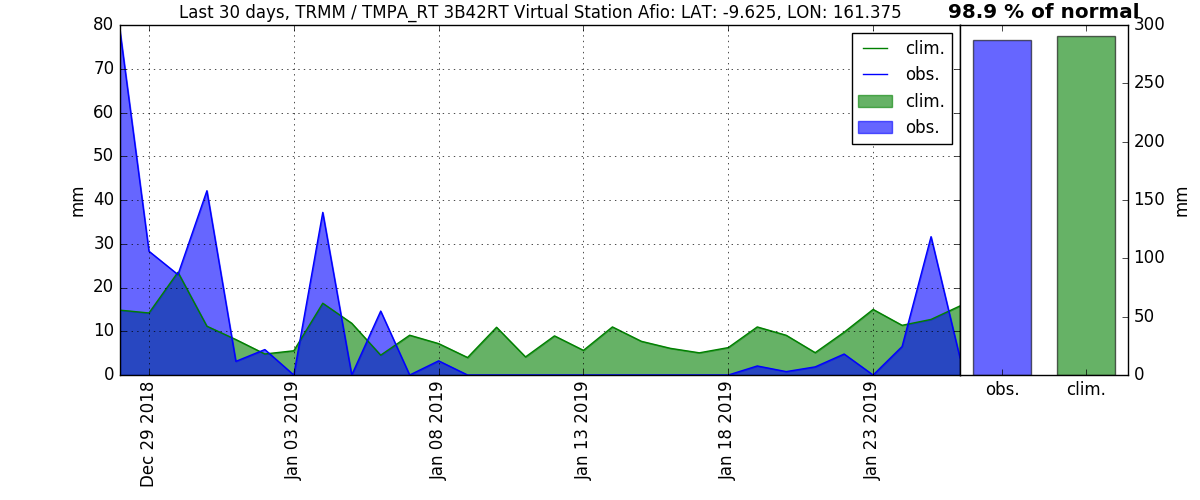 Last 30 days, TRMM / TMPA_RT 3B42RT Virtual Station Afio: LAT: -9.625, LON: 161.375
98.9 % of normal
80
70
60
50
40
30
20
10
0
mm
clim.
obs.
clim.
obs.
300
250
200
150
100
50
0
mm
Dec 29 2018
Jan 03 2019
Jan 08 2019
Jan 13 2019
Jan 18 2019
Jan 23 2019
obs.
clim.